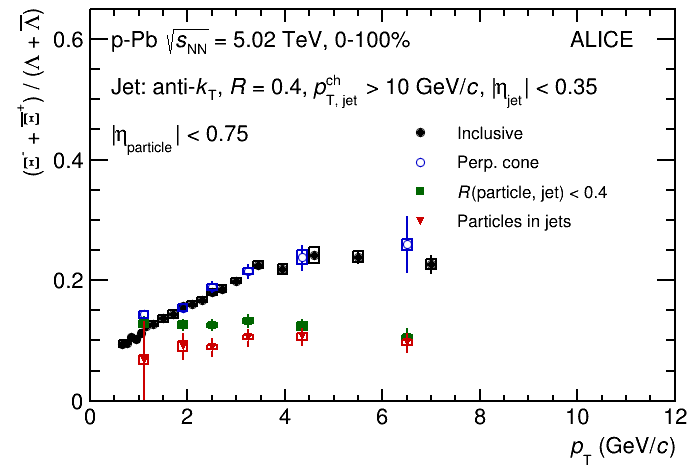 p-Pb √s_NN = 5.02 TeV, 0-100% ALICE
Jet: anti-k_T, R = 0.4, p^ch_T, jet > 10 GeV/c, |η_jet| < 0.35
|η_particle| < 0.75
Inclusive
Perp. cone
R(particle, jet) < 0.4
Particles in jets
(Ξ⁻ + Ξ̅⁺) / (Λ + Λ̅)
0.6
0.4
0.2
0
0 2 4 6 8 10 12
p_T (GeV/c)